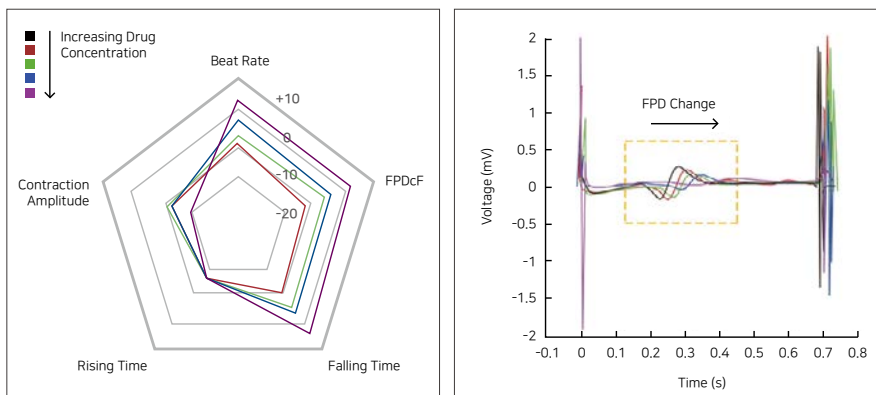 Increasing Drug
Concentration
Beat Rate
+10
0
-10
-20
FPDcF
Contraction
Amplitude
Rising Time
Falling Time
2
1.5
1
0.5
0
-0.5
-1
-1.5
-2
Voltage (mV)
FPD Change
-0.1
0
0.1
0.2
0.3
0.4
0.5
0.6
0.7
0.8
Time (s)